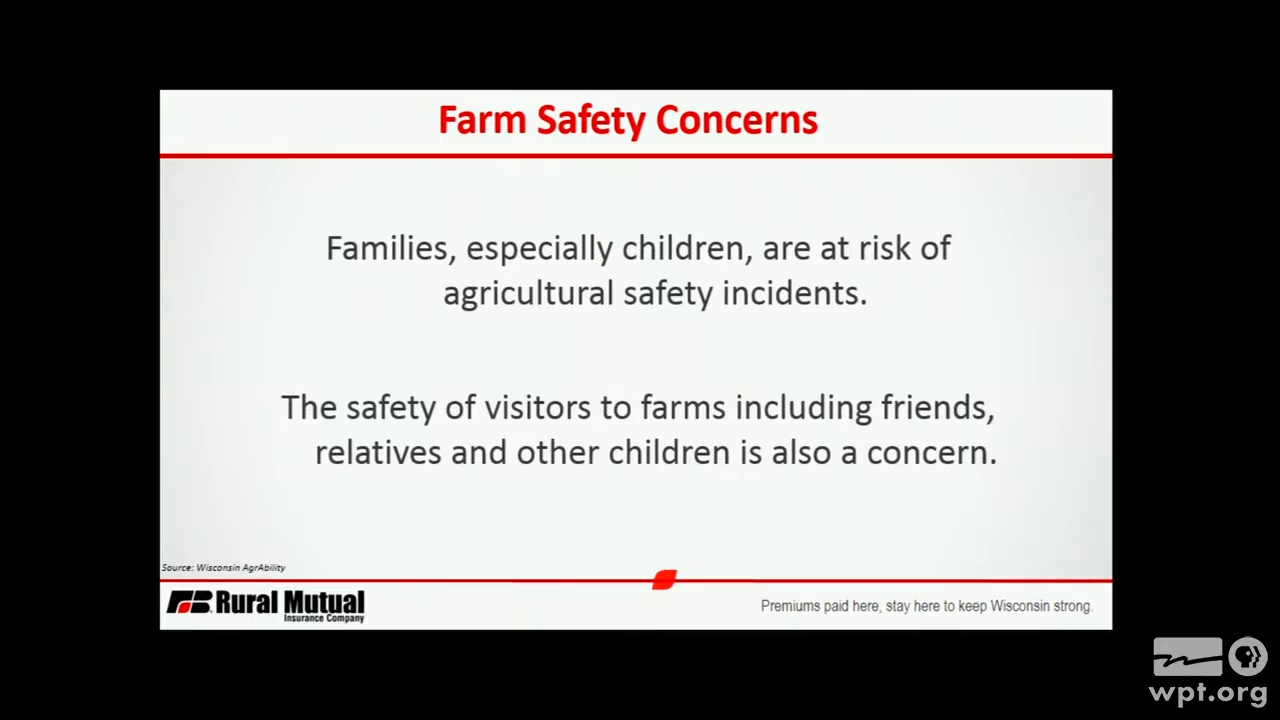 Farm Safety Concerns
Families, especially children, are at risk of
agricultural safety incidents.
The safety of visitors to farms including friends,
relatives and other children is also a concern.
Source: Wisconsin AgrAbility
FB Rural Mutual
Insurance Company
Premiums paid here, stay here to keep Wisconsin strong.
wpt.org